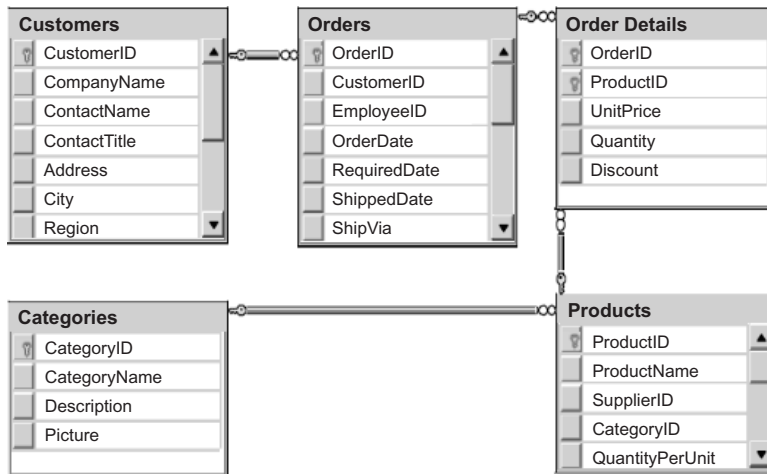 Customers
CustomerID
CompanyName
ContactName
ContactTitle
Address
City
Region
Orders
OrderID
CustomerID
EmployeeID
OrderDate
RequiredDate
ShippedDate
ShipVia
Order Details
OrderID
ProductID
UnitPrice
Quantity
Discount
Categories
CategoryID
CategoryName
Description
Picture
Products
ProductID
ProductName
SupplierID
CategoryID
QuantityPerUnit